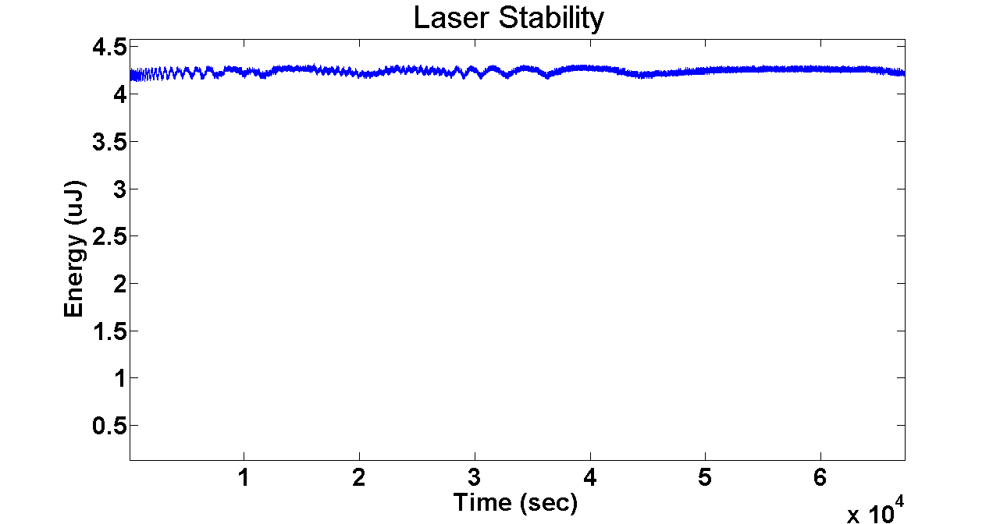 Laser Stability
4.5
4
3.5
3
2.5
2
1.5
1
0.5
Energy (uJ)
1 2 3 4 5 6
Time (sec)
x 10⁴